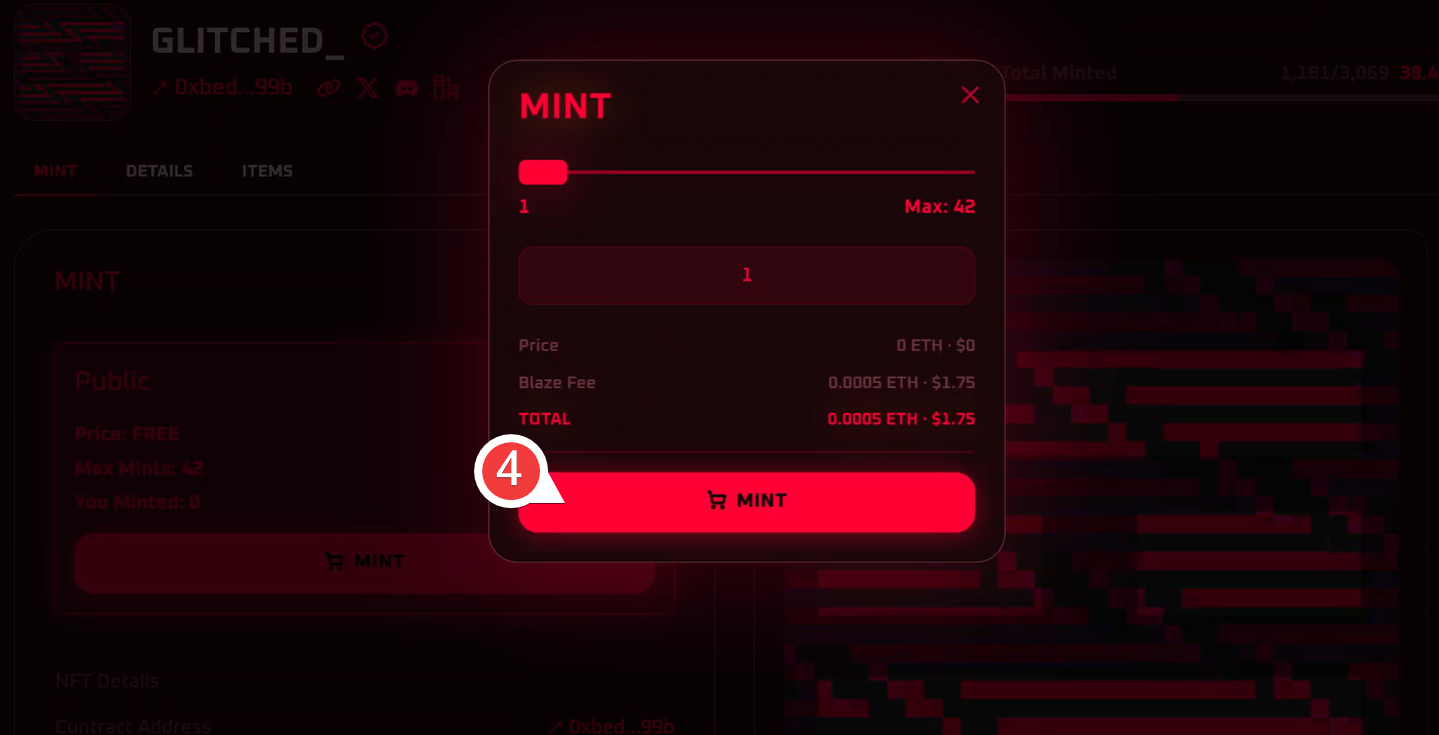 GLITCHED_
↗ 0xbed...99b
Total Minted 1,181/3,069 38.4
MINT DETAILS ITEMS
MINT
Public
Price: FREE
Max Mints: 42
You Minted: 0
MINT
NFT Details
Contract Address ↗ 0xbed...99b
MINT
1 Max: 42
1
Price 0 ETH · $0
Blaze Fee 0.0005 ETH · $1.75
TOTAL 0.0005 ETH · $1.75
4
MINT